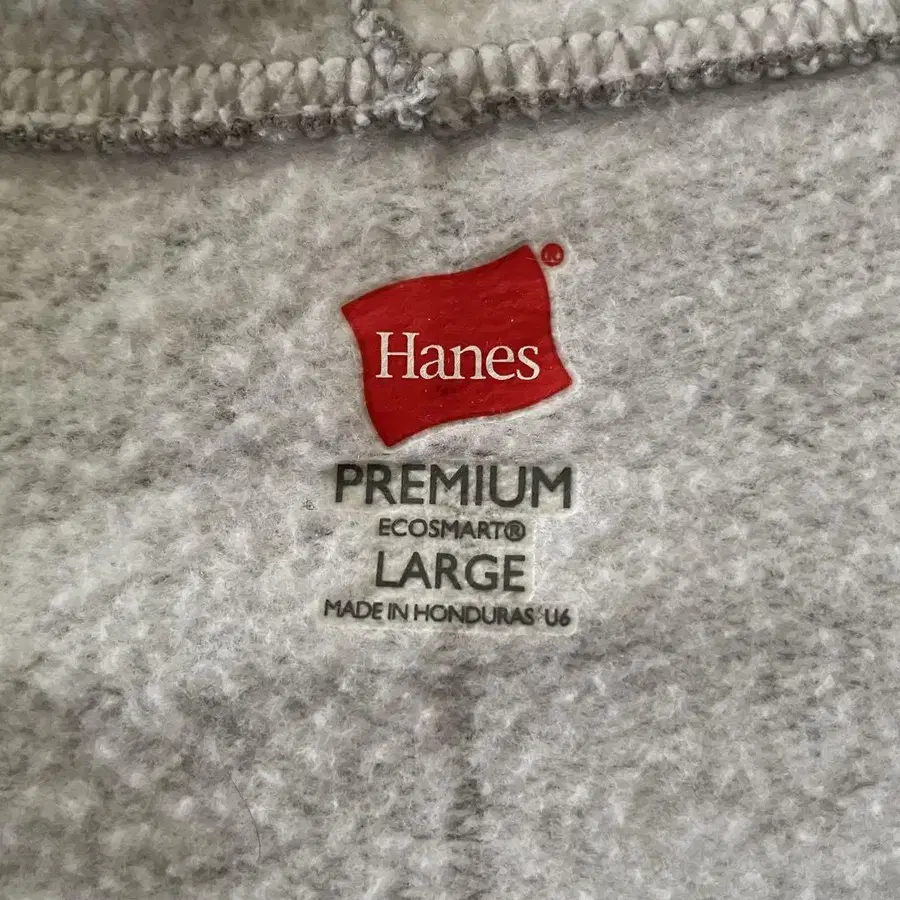 Hanes®
PREMIUM
ECOSMART®
LARGE
MADE IN HONDURAS U6